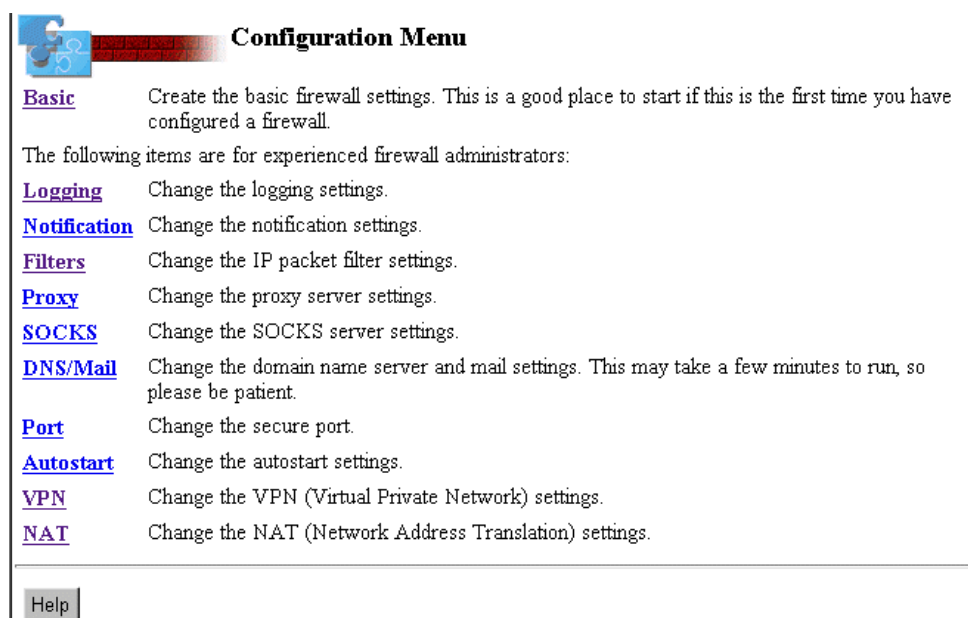 Configuration Menu
Basic Create the basic firewall settings. This is a good place to start if this is the first time you have
configured a firewall.
The following items are for experienced firewall administrators:
Logging Change the logging settings.
Notification Change the notification settings.
Filters Change the IP packet filter settings.
Proxy Change the proxy server settings.
SOCKS Change the SOCKS server settings.
DNS/Mail Change the domain name server and mail settings. This may take a few minutes to run, so
please be patient.
Port Change the secure port.
Autostart Change the autostart settings.
VPN Change the VPN (Virtual Private Network) settings.
NAT Change the NAT (Network Address Translation) settings.
Help